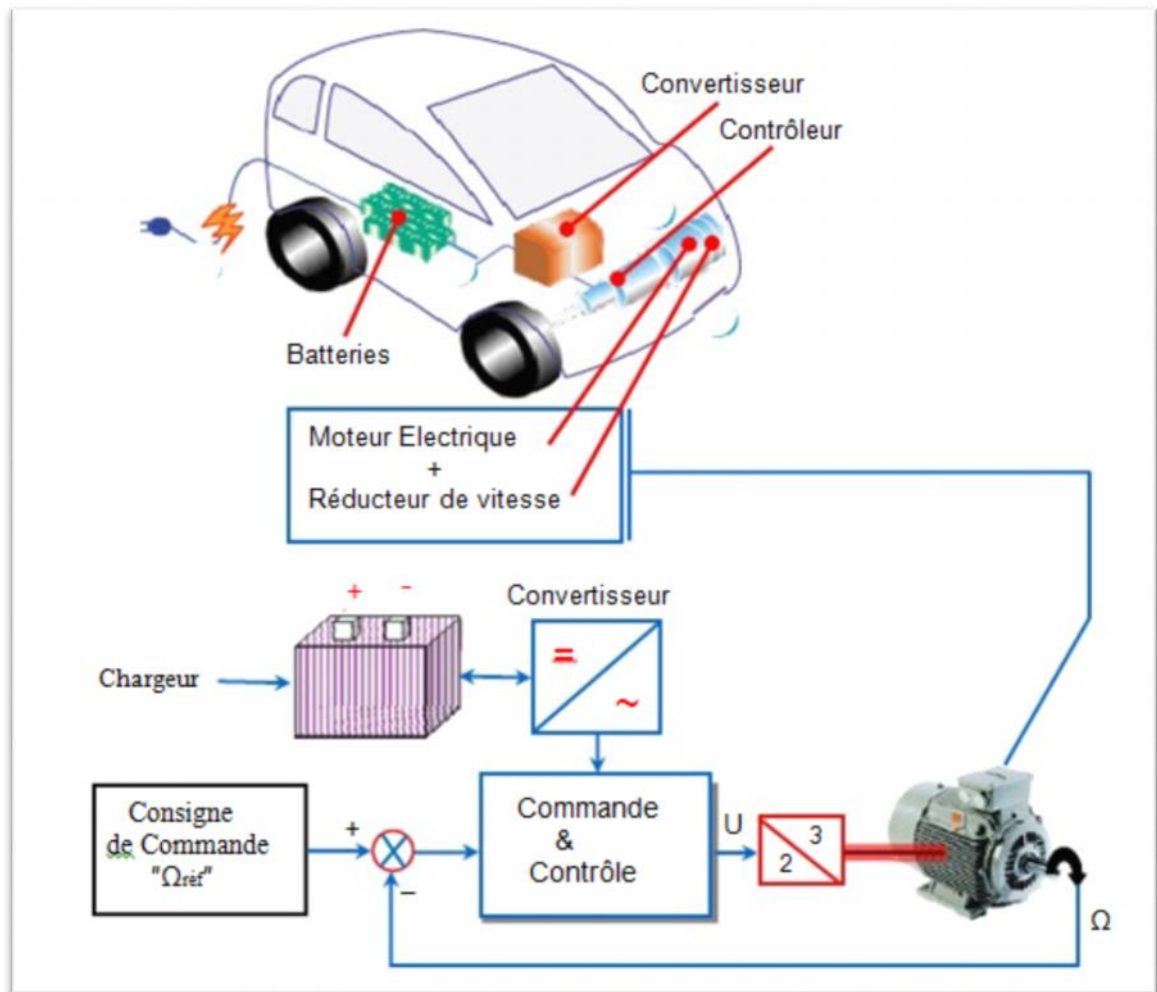 Convertisseur
Contrôleur
Batteries
Moteur Electrique
+
Réducteur de vitesse
+ -
Convertisseur
=
~
Chargeur
Consigne
de Commande
"Ωréf"
+
−
Commande
&
Contrôle
U
3
2
Ω